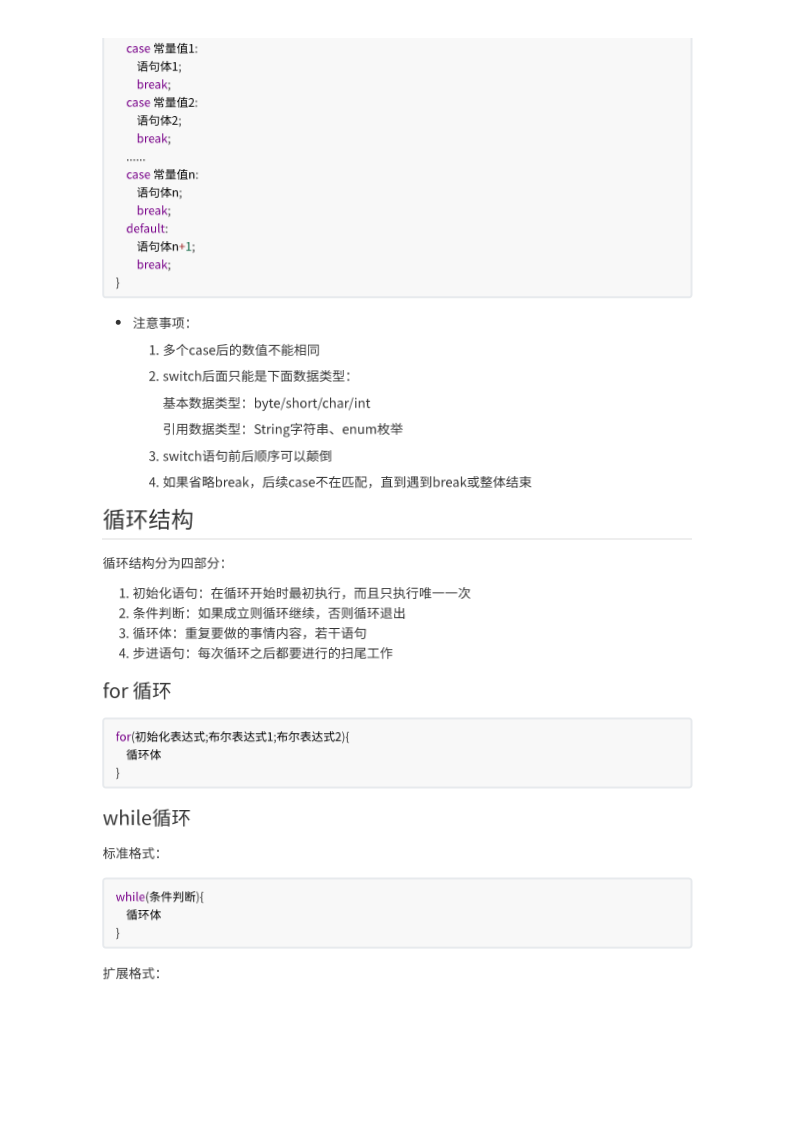 case 常量值1:
语句体1;
break;
case 常量值2:
语句体2;
break;
......
case 常量值n:
语句体n;
break;
default:
语句体n+1;
break;
}
• 注意事项：
1. 多个case后的数值不能相同
2. switch后面只能是下面数据类型：
基本数据类型：byte/short/char/int
引用数据类型：String字符串、enum枚举
3. switch语句前后顺序可以颠倒
4. 如果省略break，后续case不在匹配，直到遇到break或整体结束
循环结构
循环结构分为四部分：
1. 初始化语句：在循环开始时最初执行，而且只执行唯一一次
2. 条件判断：如果成立则循环继续，否则循环退出
3. 循环体：重复要做的事情内容，若干语句
4. 步进语句：每次循环之后都要进行的扫尾工作
for 循环
for(初始化表达式;布尔表达式1;布尔表达式2){
循环体
}
while循环
标准格式：
while(条件判断){
循环体
}
扩展格式：